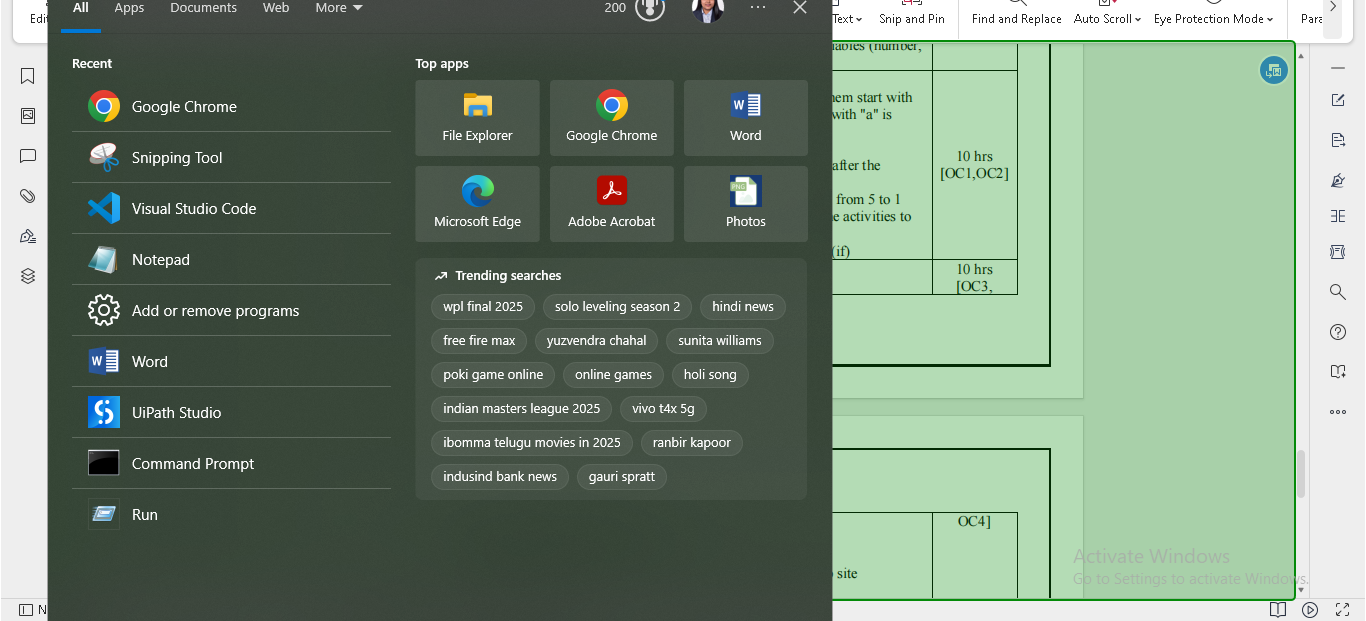 Edi
All Apps Documents Web More 200
Text Snip and Pin Find and Replace Auto Scroll Eye Protection Mode Para
Recent
Google Chrome
Snipping Tool
Visual Studio Code
Notepad
Add or remove programs
Word
UiPath Studio
Command Prompt
Run
Top apps
File Explorer Google Chrome Word
Microsoft Edge Adobe Acrobat Photos
Trending searches
wpl final 2025 solo leveling season 2 hindi news
free fire max yuzvendra chahal sunita williams
poki game online online games holi song
indian masters league 2025 vivo t4x 5g
ibomma telugu movies in 2025 ranbir kapoor
indusind bank news gauri spratt
(number,
start with
with "a" is
after the
from 5 to 1
activities to
(if)
10 hrs
[OC1,OC2]
10 hrs
[OC3,
OC4]
site
Activate Windows
Go to Settings to activate Windows.
N